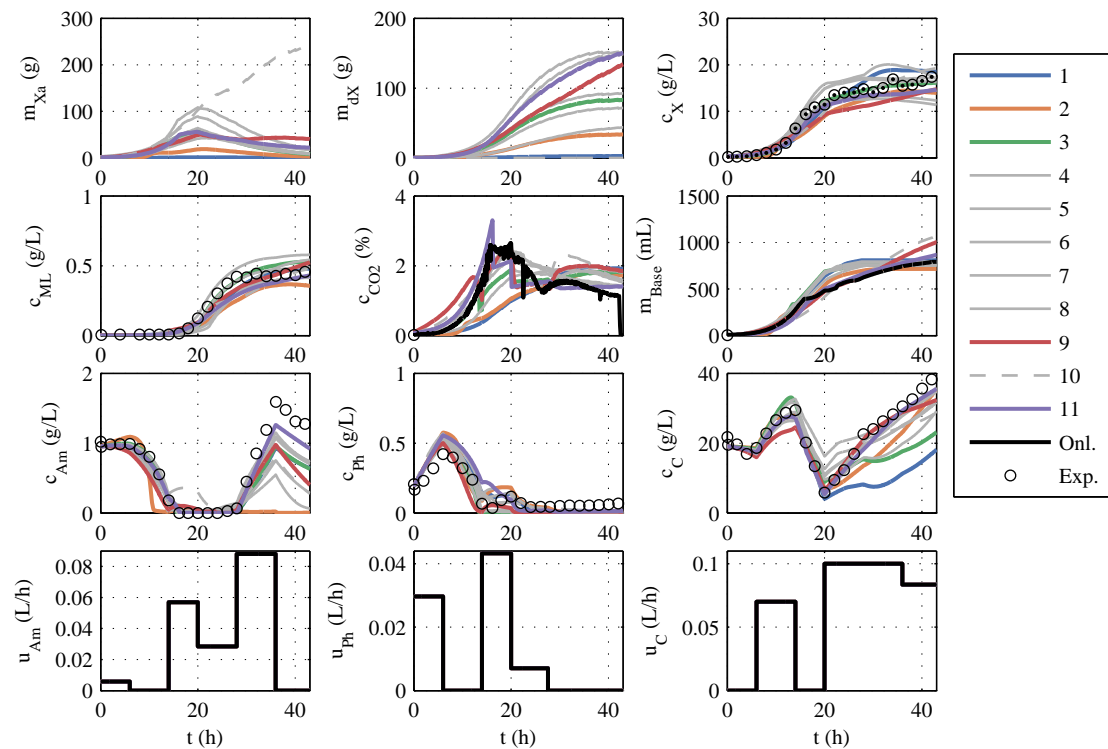 m_Xa (g)
300
200
100
0
0 20 40
m_dX (g)
200
100
0
0 20 40
c_X (g/L)
30
20
10
0
0 20 40
c_ML (g/L)
1
0.5
0
0 20 40
c_CO2 (%)
4
2
0
0 20 40
m_Base (mL)
1500
1000
500
0
0 20 40
c_Am (g/L)
2
1
0
0 20 40
c_Ph (g/L)
1
0.5
0
0 20 40
c_C (g/L)
40
20
0
0 20 40
u_Am (L/h)
0.08
0.06
0.04
0.02
0
0 20 40
t (h)
u_Ph (L/h)
0.04
0.02
0
0 20 40
t (h)
u_C (L/h)
0.1
0.05
0
0 20 40
t (h)
1
2
3
4
5
6
7
8
9
10
11
Onl.
Exp.